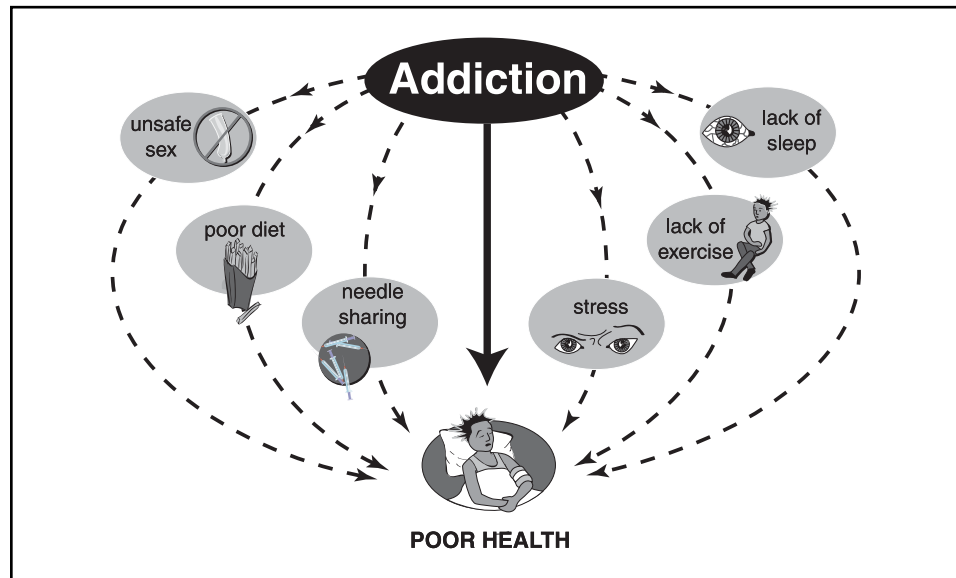 Addiction
unsafe
sex
lack of
sleep
poor diet
lack of
exercise
needle
sharing
stress
POOR HEALTH